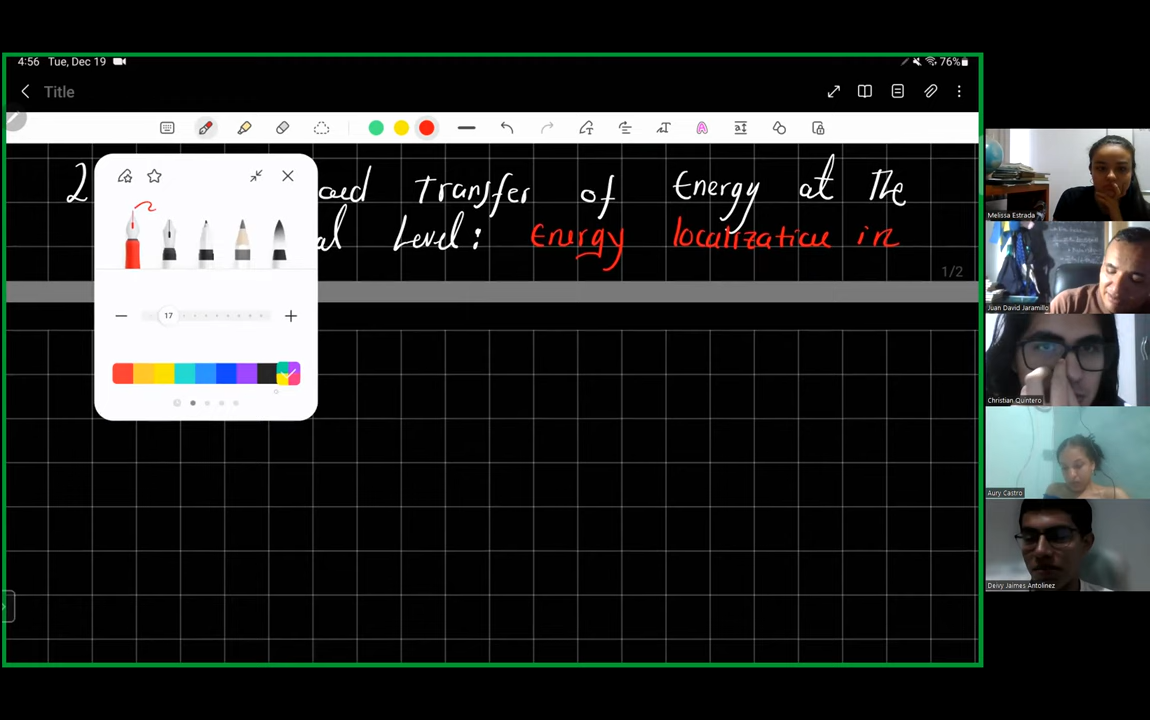 4:56 Tue, Dec 19
76%
Title
2
Transfer of Energy at the
al Level: Energy localization in
1/2
17
Melissa Estrada
Juan David Jaramillo
Christian Quintero
Aury Castro
Deivy Jaimes Antolinez